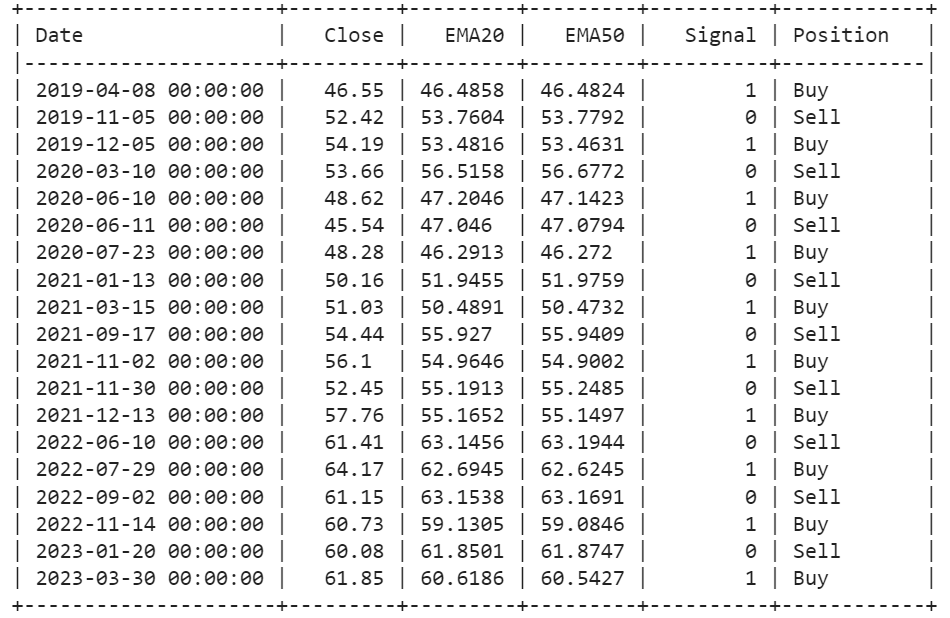 +----------------------+---------+---------+---------+----------+------------+
| Date                 |   Close |   EMA20 |   EMA50 |   Signal | Position   |
|----------------------+---------+---------+---------+----------+------------|
| 2019-04-08 00:00:00 |   46.55 | 46.4858 | 46.4824 |        1 | Buy        |
| 2019-11-05 00:00:00 |   52.42 | 53.7604 | 53.7792 |        0 | Sell       |
| 2019-12-05 00:00:00 |   54.19 | 53.4816 | 53.4631 |        1 | Buy        |
| 2020-03-10 00:00:00 |   53.66 | 56.5158 | 56.6772 |        0 | Sell       |
| 2020-06-10 00:00:00 |   48.62 | 47.2046 | 47.1423 |        1 | Buy        |
| 2020-06-11 00:00:00 |   45.54 | 47.046  | 47.0794 |        0 | Sell       |
| 2020-07-23 00:00:00 |   48.28 | 46.2913 | 46.272  |        1 | Buy        |
| 2021-01-13 00:00:00 |   50.16 | 51.9455 | 51.9759 |        0 | Sell       |
| 2021-03-15 00:00:00 |   51.03 | 50.4891 | 50.4732 |        1 | Buy        |
| 2021-09-17 00:00:00 |   54.44 | 55.927  | 55.9409 |        0 | Sell       |
| 2021-11-02 00:00:00 |   56.1  | 54.9646 | 54.9002 |        1 | Buy        |
| 2021-11-30 00:00:00 |   52.45 | 55.1913 | 55.2485 |        0 | Sell       |
| 2021-12-13 00:00:00 |   57.76 | 55.1652 | 55.1497 |        1 | Buy        |
| 2022-06-10 00:00:00 |   61.41 | 63.1456 | 63.1944 |        0 | Sell       |
| 2022-07-29 00:00:00 |   64.17 | 62.6945 | 62.6245 |        1 | Buy        |
| 2022-09-02 00:00:00 |   61.15 | 63.1538 | 63.1691 |        0 | Sell       |
| 2022-11-14 00:00:00 |   60.73 | 59.1305 | 59.0846 |        1 | Buy        |
| 2023-01-20 00:00:00 |   60.08 | 61.8501 | 61.8747 |        0 | Sell       |
| 2023-03-30 00:00:00 |   61.85 | 60.6186 | 60.5427 |        1 | Buy        |
+----------------------+---------+---------+---------+----------+------------+